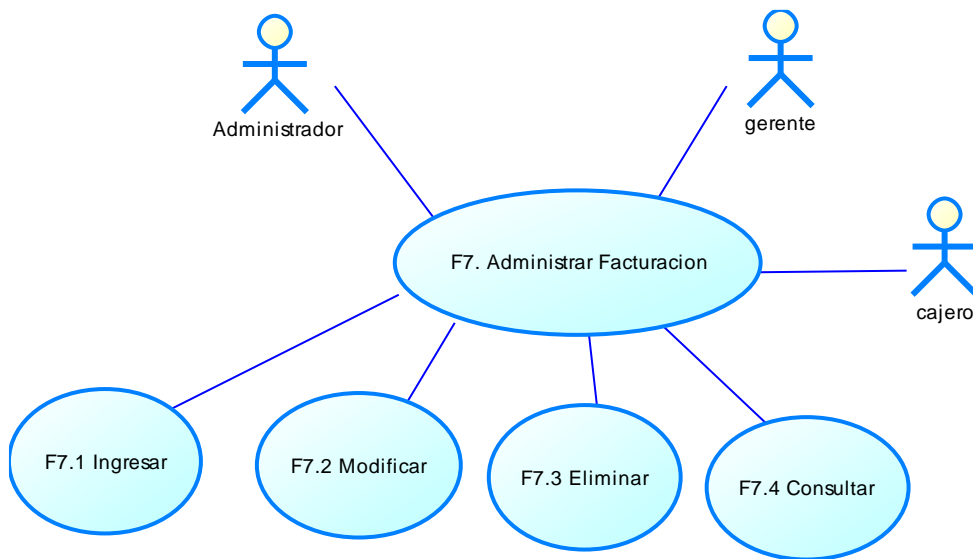 Administrador
gerente
F7. Administrar Facturacion
cajero
F7.1 Ingresar
F7.2 Modificar
F7.3 Eliminar
F7.4 Consultar